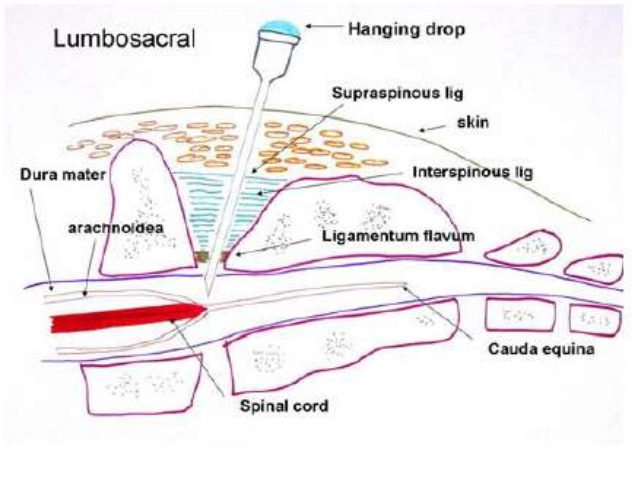 Lumbosacral
Hanging drop
Supraspinous lig
skin
Dura mater
Interspinous lig
arachnoidea
Ligamentum flavum
Cauda equina
Spinal cord